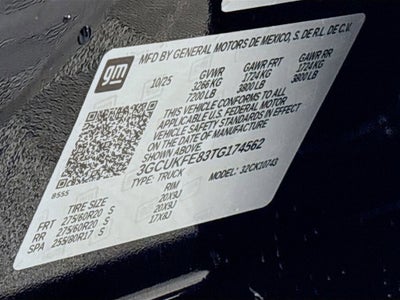 gm
MFD BY GENERAL MOTORS DE MEXICO, S. DE R.L. DE C.V.
10/25 GVWR GAWR FRT GAWR RR
3266 KG 1724 KG 1724 KG
7200 LB 3800 LB 3800 LB
THIS VEHICLE CONFORMS TO ALL
APPLICABLE U.S. FEDERAL MOTOR
VEHICLE SAFETY STANDARDS IN EFFECT
ON THE DATE OF MANUFACTURE
3GCUKFE83TG174562
TYPE: TRUCK MODEL: 32CK10743
8555
TIRE SIZE RIM
FRT 275/60R20 S 20X9J
RR 275/60R20 S 20X9J
SPA 255/80R17 S 17X8J